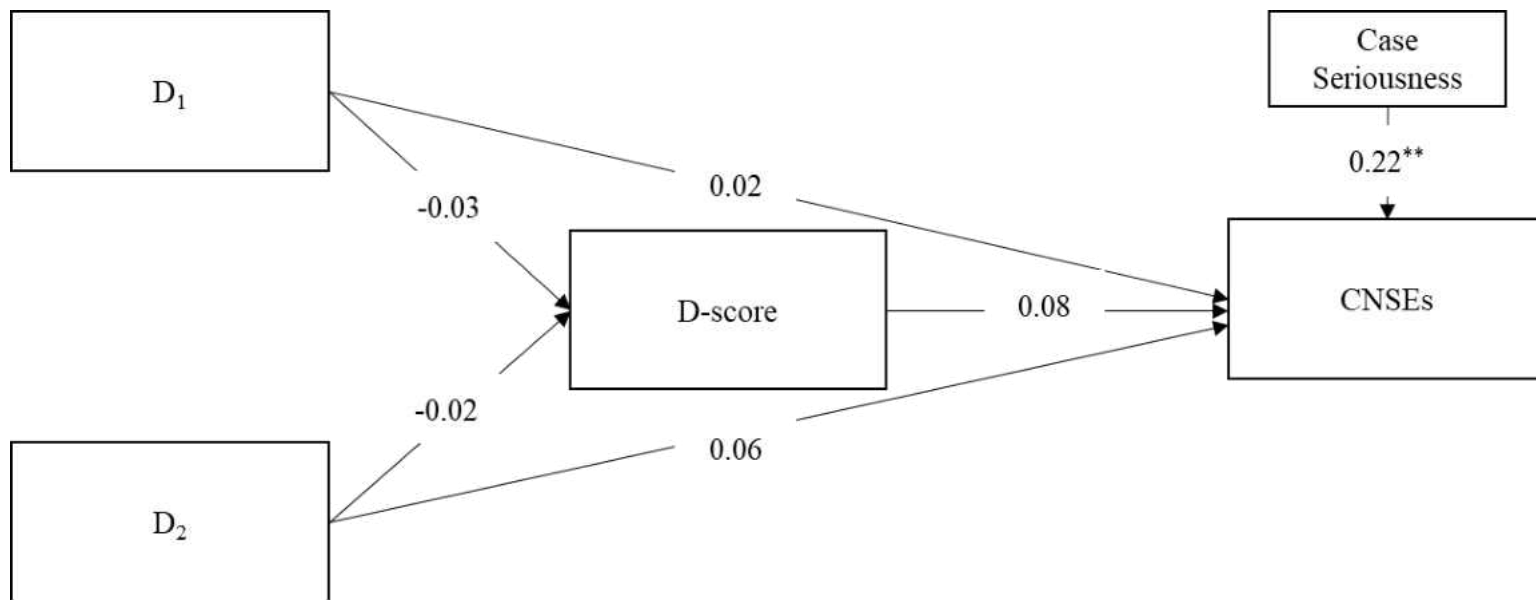 D₁
Case
Seriousness
0.22**
-0.03
0.02
D-score
0.08
CNSEs
-0.02
0.06
D₂